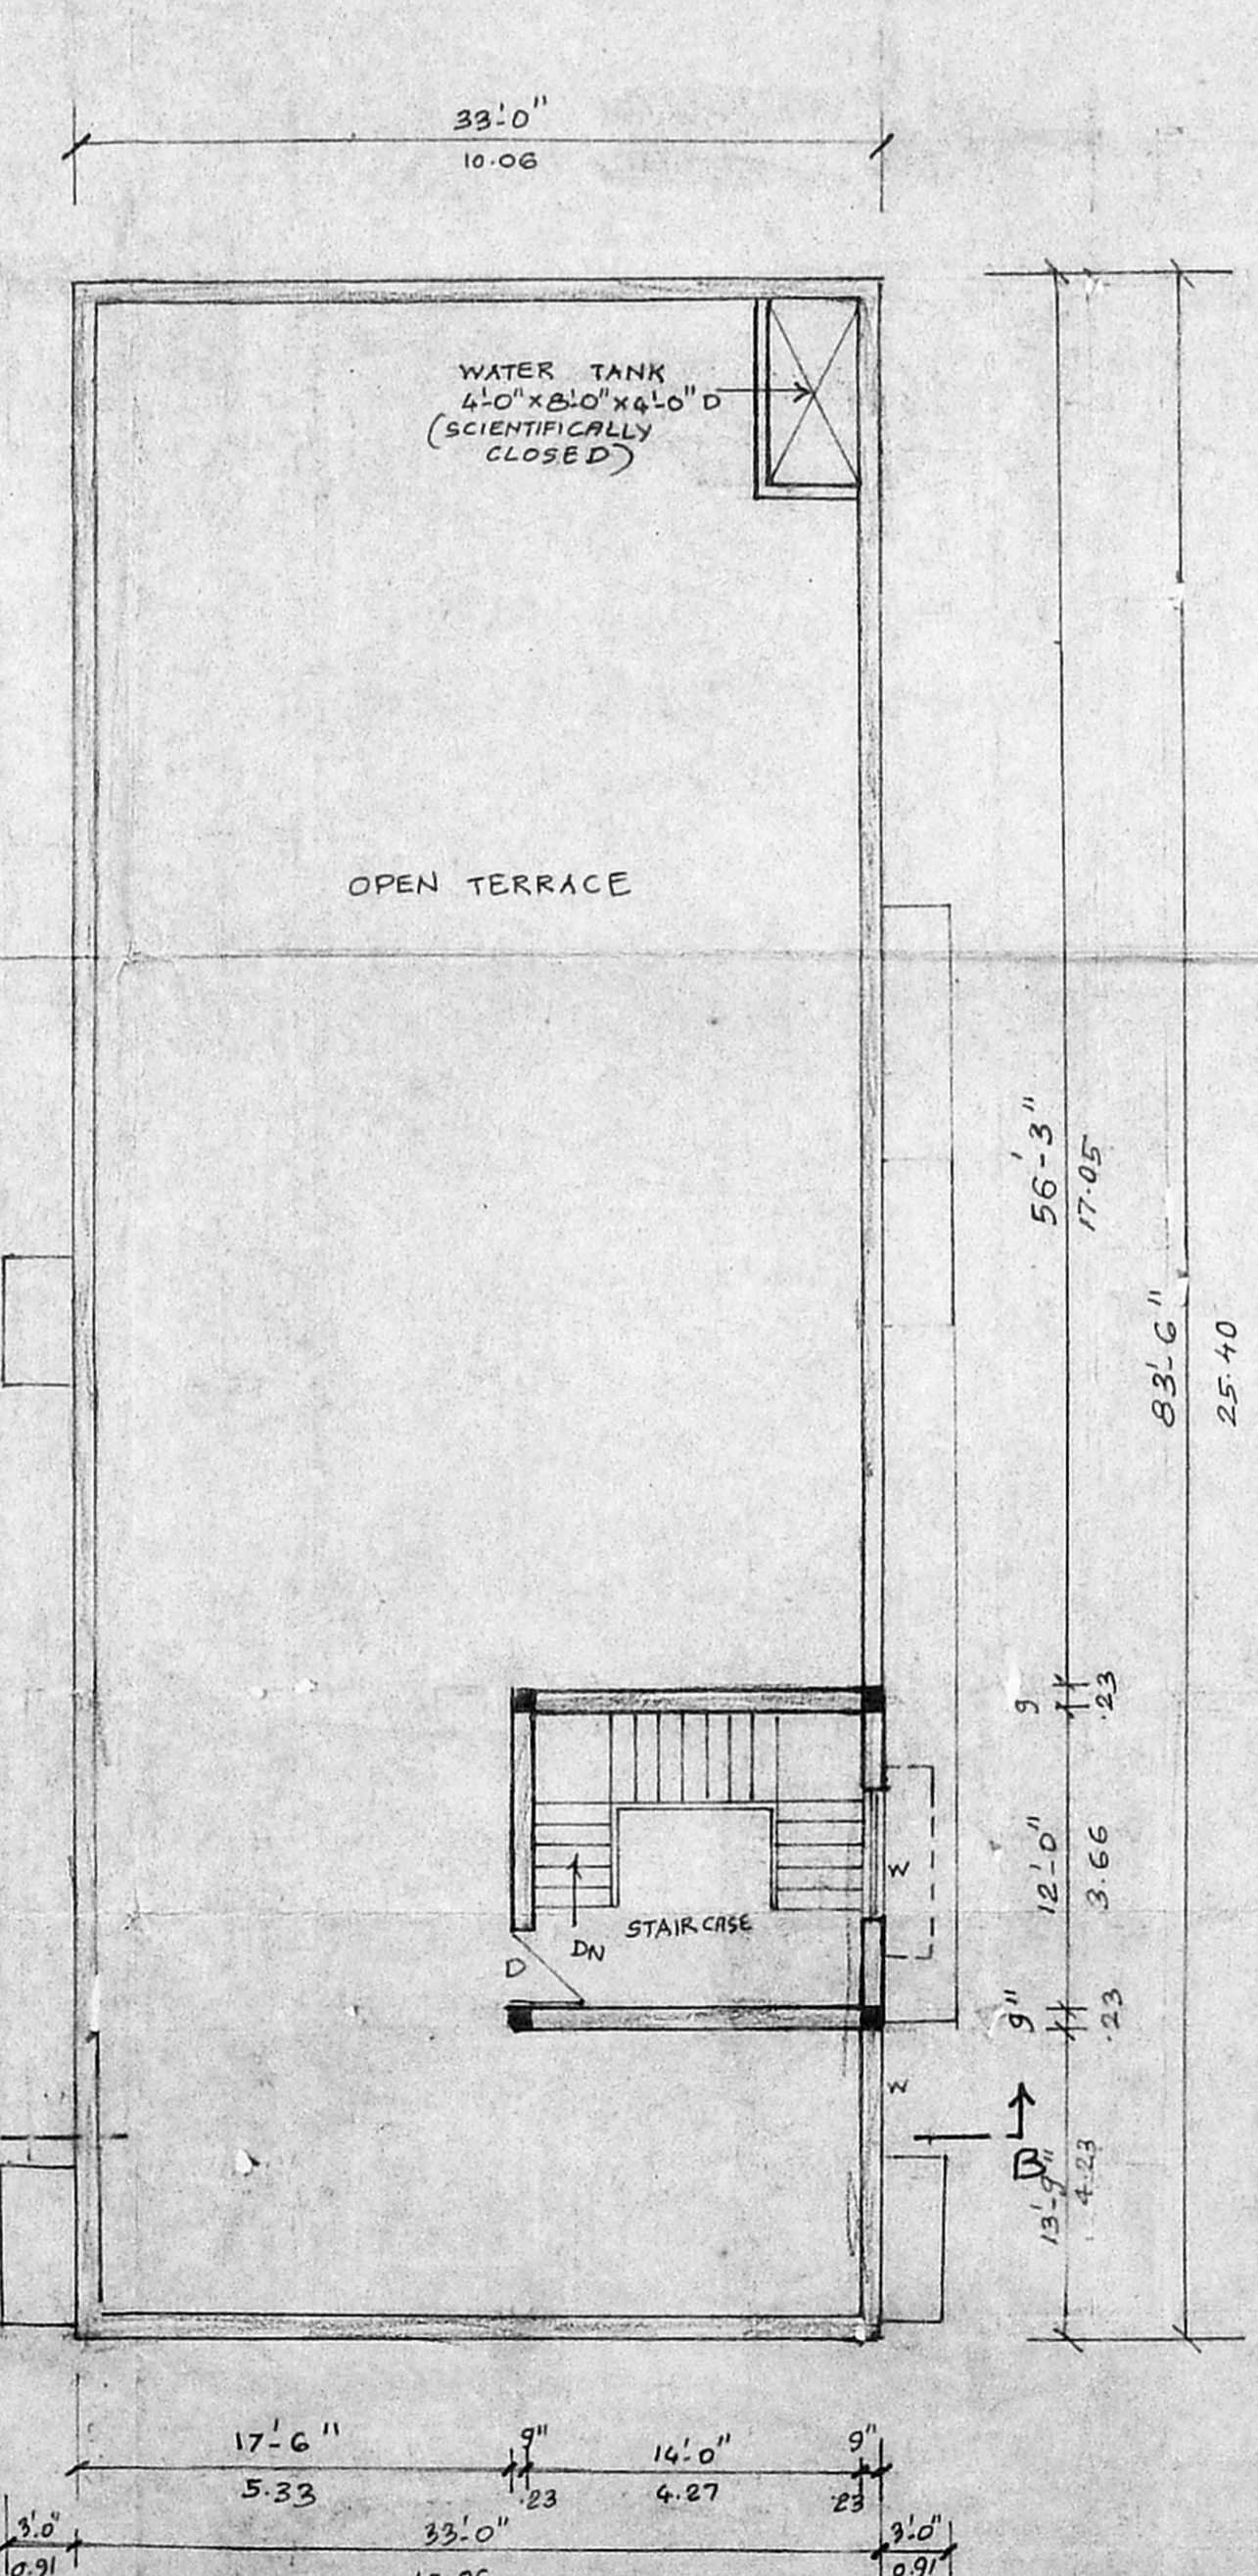 33'-0"
10.06
WATER TANK
4'-0"x8'-0"x4'-0" D
(SCIENTIFICALLY
CLOSED)
OPEN TERRACE
56'-3"
17.05
83'-6"
25.40
9
.23
12'-0"
3.66
W
STAIRCASE
DN
D
9"
.23
W
B
13'-9"
4.23
17'-6"
9"
14'-0"
9"
5.33
.23
4.27
.23
3'-0"
33'-0"
3'-0"
0.91
0.91